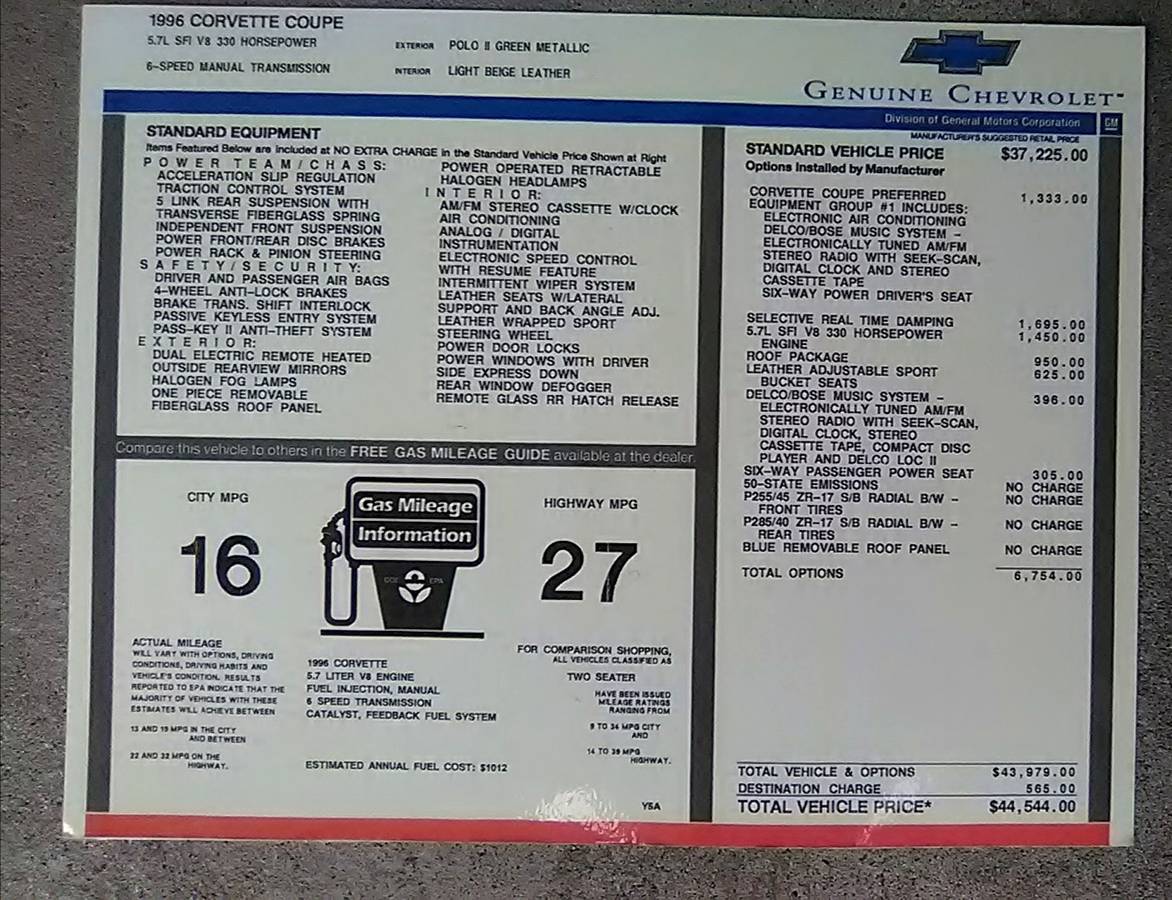 1996 CORVETTE COUPE
5.7L SFI V8 330 HORSEPOWER
6-SPEED MANUAL TRANSMISSION
EXTERIOR POLO II GREEN METALLIC
INTERIOR LIGHT BEIGE LEATHER
GENUINE CHEVROLET™
Division of General Motors Corporation GM
STANDARD EQUIPMENT
Items Featured Below are Included at NO EXTRA CHARGE in the Standard Vehicle Price Shown at Right
POWER TEAM/CHASS:
ACCELERATION SLIP REGULATION
TRACTION CONTROL SYSTEM
5 LINK REAR SUSPENSION WITH
TRANSVERSE FIBERGLASS SPRING
INDEPENDENT FRONT SUSPENSION
POWER FRONT/REAR DISC BRAKES
POWER RACK & PINION STEERING
SAFETY/SECURITY:
DRIVER AND PASSENGER AIR BAGS
4-WHEEL ANTI-LOCK BRAKES
BRAKE TRANS. SHIFT INTERLOCK
PASSIVE KEYLESS ENTRY SYSTEM
PASS-KEY II ANTI-THEFT SYSTEM
EXTERIOR:
DUAL ELECTRIC REMOTE HEATED
OUTSIDE REARVIEW MIRRORS
HALOGEN FOG LAMPS
ONE PIECE REMOVABLE
FIBERGLASS ROOF PANEL
POWER OPERATED RETRACTABLE
HALOGEN HEADLAMPS
INTERIOR:
AM/FM STEREO CASSETTE W/CLOCK
AIR CONDITIONING
ANALOG / DIGITAL
INSTRUMENTATION
ELECTRONIC SPEED CONTROL
WITH RESUME FEATURE
INTERMITTENT WIPER SYSTEM
LEATHER SEATS W/LATERAL
SUPPORT AND BACK ANGLE ADJ.
LEATHER WRAPPED SPORT
STEERING WHEEL
POWER DOOR LOCKS
POWER WINDOWS WITH DRIVER
SIDE EXPRESS DOWN
REAR WINDOW DEFOGGER
REMOTE GLASS RR HATCH RELEASE
Compare this vehicle to others in the FREE GAS MILEAGE GUIDE available at the dealer.
CITY MPG
16
Gas Mileage
Information
DOE EPA
HIGHWAY MPG
27
ACTUAL MILEAGE
WILL VARY WITH OPTIONS, DRIVING
CONDITIONS, DRIVING HABITS AND
VEHICLE'S CONDITION. RESULTS
REPORTED TO EPA INDICATE THAT THE
MAJORITY OF VEHICLES WITH THESE
ESTIMATES WILL ACHIEVE BETWEEN
13 AND 19 MPG IN THE CITY
AND BETWEEN
22 AND 32 MPG ON THE
HIGHWAY.
1996 CORVETTE
5.7 LITER V8 ENGINE
FUEL INJECTION, MANUAL
6 SPEED TRANSMISSION
CATALYST, FEEDBACK FUEL SYSTEM
ESTIMATED ANNUAL FUEL COST: $1012
FOR COMPARISON SHOPPING,
ALL VEHICLES CLASSIFIED AS
TWO SEATER
HAVE BEEN ISSUED
MILEAGE RATINGS
RANGING FROM
9 TO 34 MPG CITY
AND
14 TO 39 MPG
HIGHWAY.
YSA
MANUFACTURER'S SUGGESTED RETAIL PRICE
STANDARD VEHICLE PRICE $37,225.00
Options Installed by Manufacturer
CORVETTE COUPE PREFERRED 1,333.00
EQUIPMENT GROUP #1 INCLUDES:
ELECTRONIC AIR CONDITIONING
DELCO/BOSE MUSIC SYSTEM -
ELECTRONICALLY TUNED AM/FM
STEREO RADIO WITH SEEK-SCAN,
DIGITAL CLOCK AND STEREO
CASSETTE TAPE
SIX-WAY POWER DRIVER'S SEAT
SELECTIVE REAL TIME DAMPING 1,695.00
5.7L SFI V8 330 HORSEPOWER 1,450.00
ENGINE
ROOF PACKAGE 950.00
LEATHER ADJUSTABLE SPORT 625.00
BUCKET SEATS
DELCO/BOSE MUSIC SYSTEM - 396.00
ELECTRONICALLY TUNED AM/FM
STEREO RADIO WITH SEEK-SCAN,
DIGITAL CLOCK, STEREO
CASSETTE TAPE, COMPACT DISC
PLAYER AND DELCO LOC II
SIX-WAY PASSENGER POWER SEAT 305.00
50-STATE EMISSIONS NO CHARGE
P255/45 ZR-17 S/B RADIAL B/W - NO CHARGE
FRONT TIRES
P285/40 ZR-17 S/B RADIAL B/W - NO CHARGE
REAR TIRES
BLUE REMOVABLE ROOF PANEL NO CHARGE
TOTAL OPTIONS 6,754.00
TOTAL VEHICLE & OPTIONS $43,979.00
DESTINATION CHARGE 565.00
TOTAL VEHICLE PRICE* $44,544.00